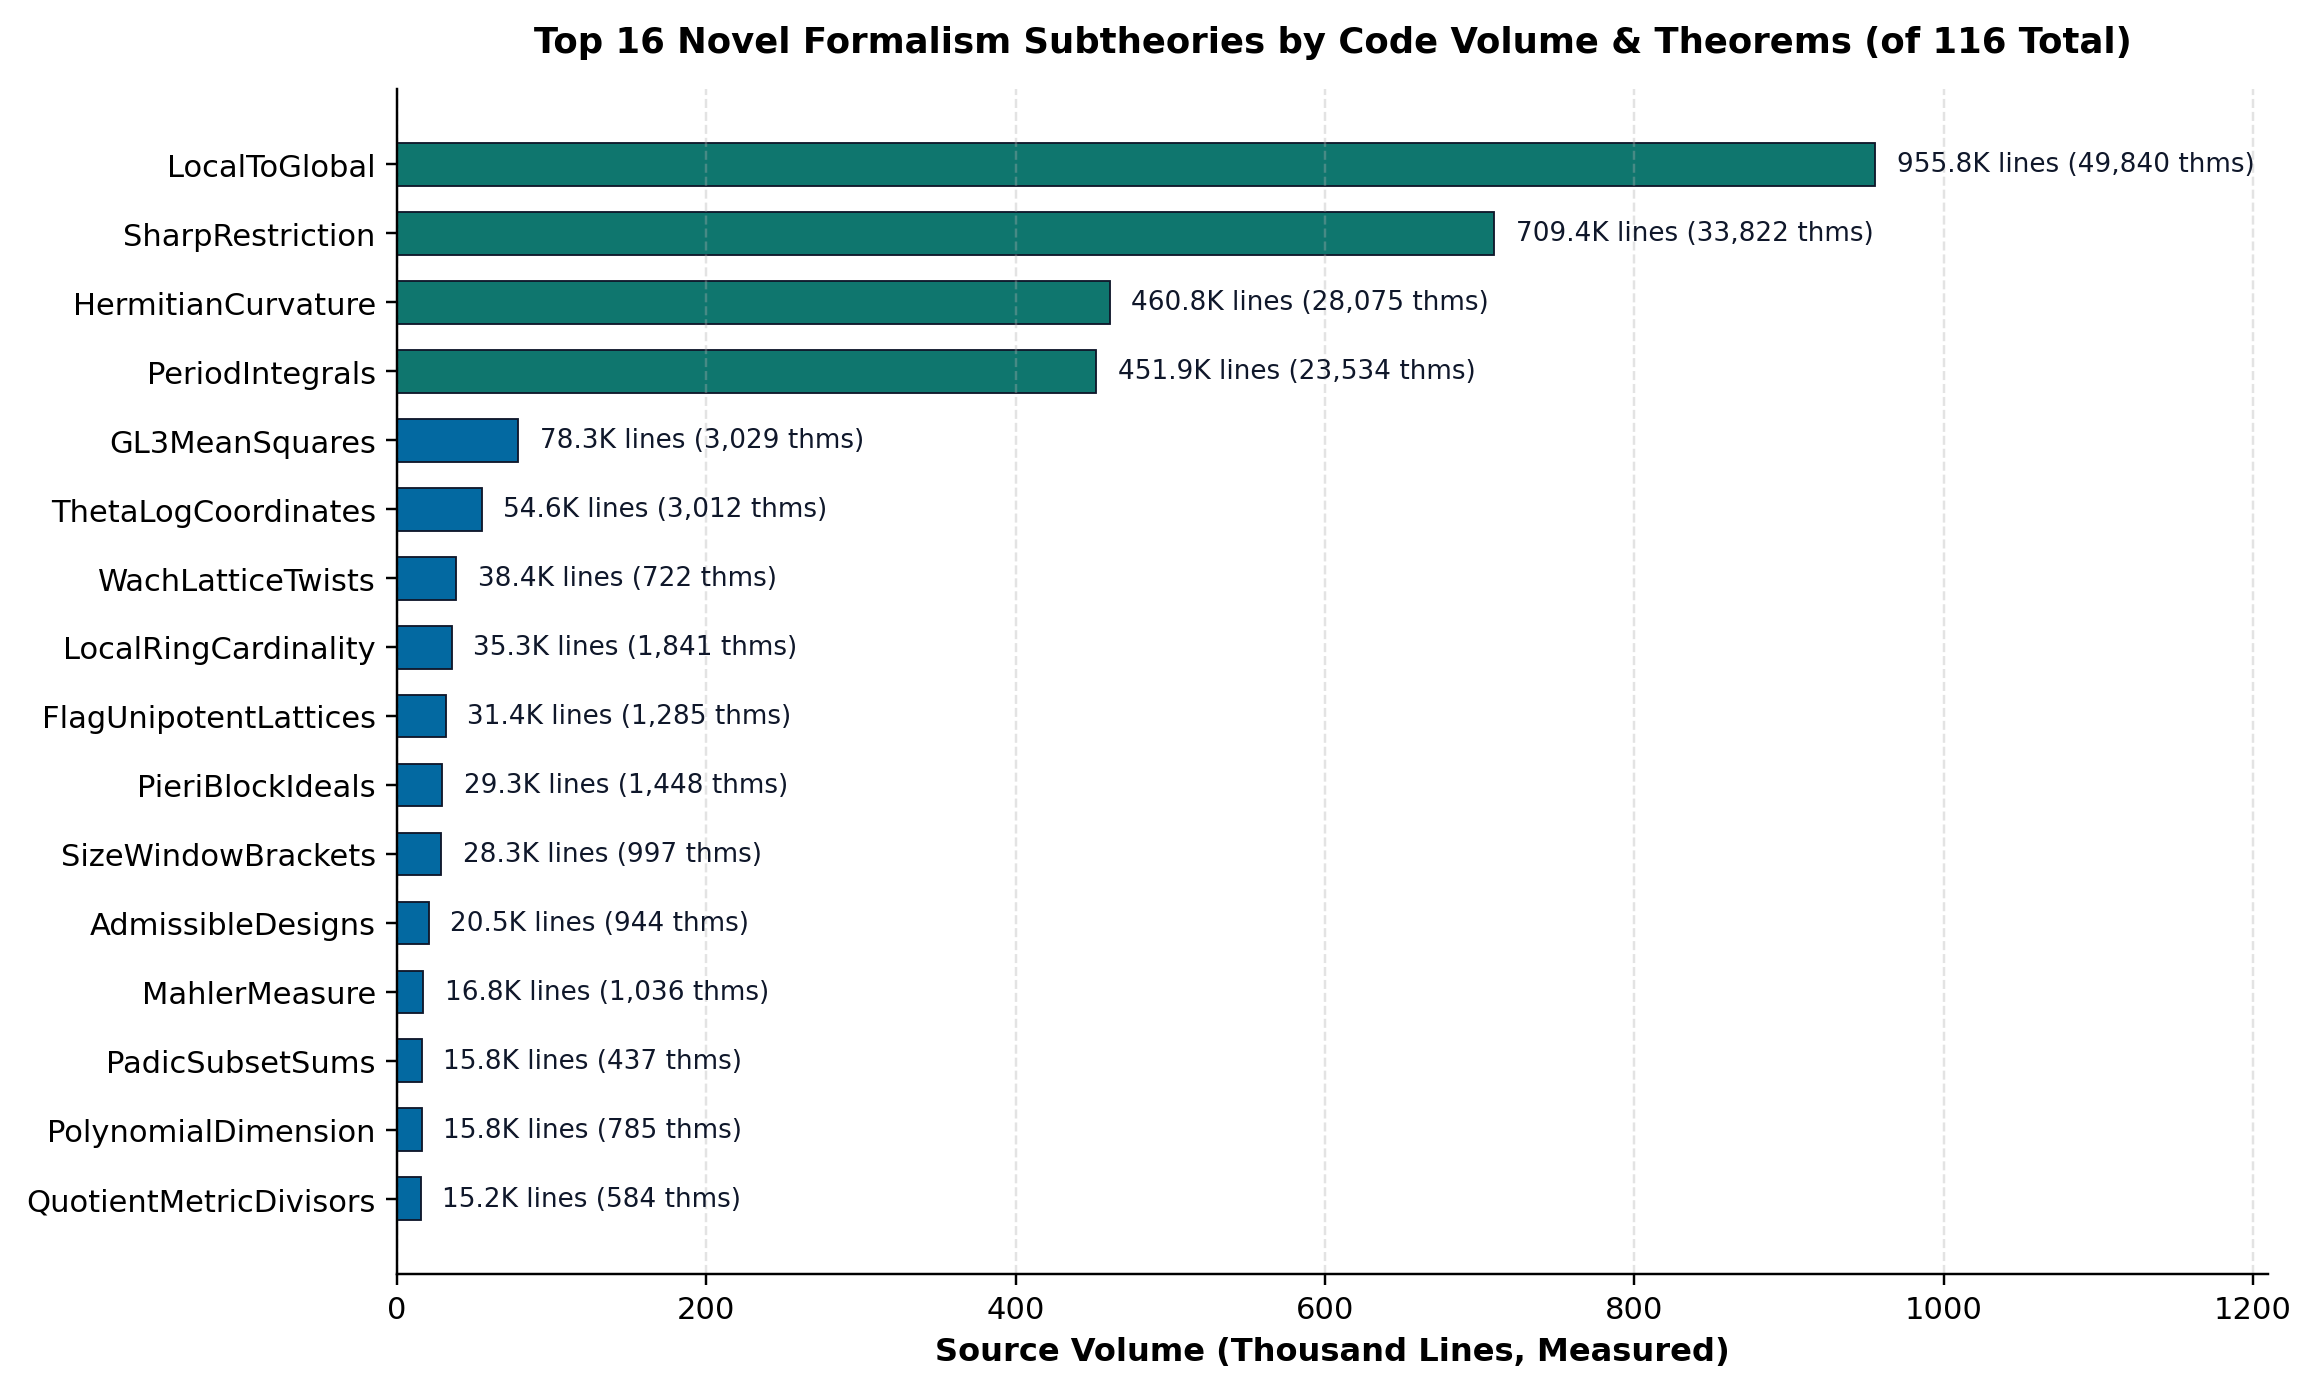 Top 16 Novel Formalism Subtheories by Code Volume & Theorems (of 116 Total)
LocalToGlobal 955.8K lines (49,840 thms)
SharpRestriction 709.4K lines (33,822 thms)
HermitianCurvature 460.8K lines (28,075 thms)
PeriodIntegrals 451.9K lines (23,534 thms)
GL3MeanSquares 78.3K lines (3,029 thms)
ThetaLogCoordinates 54.6K lines (3,012 thms)
WachLatticeTwists 38.4K lines (722 thms)
LocalRingCardinality 35.3K lines (1,841 thms)
FlagUnipotentLattices 31.4K lines (1,285 thms)
PieriBlockIdeals 29.3K lines (1,448 thms)
SizeWindowBrackets 28.3K lines (997 thms)
AdmissibleDesigns 20.5K lines (944 thms)
MahlerMeasure 16.8K lines (1,036 thms)
PadicSubsetSums 15.8K lines (437 thms)
PolynomialDimension 15.8K lines (785 thms)
QuotientMetricDivisors 15.2K lines (584 thms)
0 200 400 600 800 1000 1200
Source Volume (Thousand Lines, Measured)